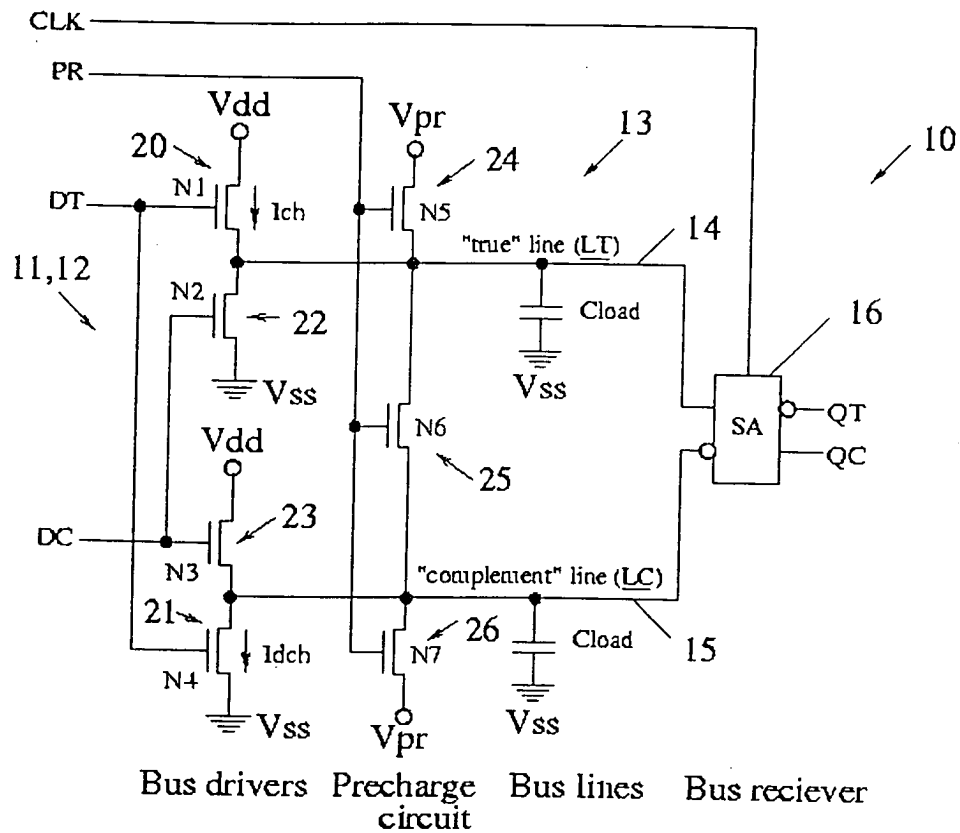 CLK
PR
Vdd
Vpr
20
24
13
10
N1
DT
Ich
N5
"true" line (LT)
14
11,12
N2
22
Cload
16
Vss
Vss
SA
QT
QC
N6
25
Vdd
23
DC
N3
"complement" line (LC)
21
26
15
Idch
N7
Cload
N4
Vss
Vpr
Vss
Bus drivers
Precharge
circuit
Bus lines
Bus reciever